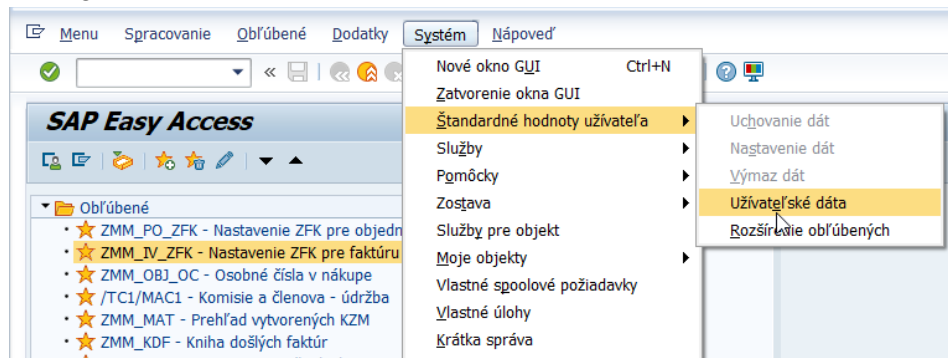 Menu Spracovanie Obľúbené Dodatky Systém Nápoveď
Nové okno GUI Ctrl+N
Zatvorenie okna GUI
SAP Easy Access
Štandardné hodnoty užívateľa
Uchovanie dát
Služby
Nastavenie dát
Pomôcky
Výmaz dát
Obľúbené
Zostava
Užívateľské dáta
ZMM_PO_ZFK - Nastavenie ZFK pre objedn
Služby pre objekt
Rozšírenie obľúbených
ZMM_IV_ZFK - Nastavenie ZFK pre faktúru
Moje objekty
ZMM_OBJ_OC - Osobné čísla v nákupe
Vlastné spoolové požiadavky
/TC1/MAC1 - Komisie a členova - údržba
ZMM_MAT - Prehľad vytvorených KZM
Vlastné úlohy
ZMM_KDF - Kniha došlých faktúr
Krátka správa